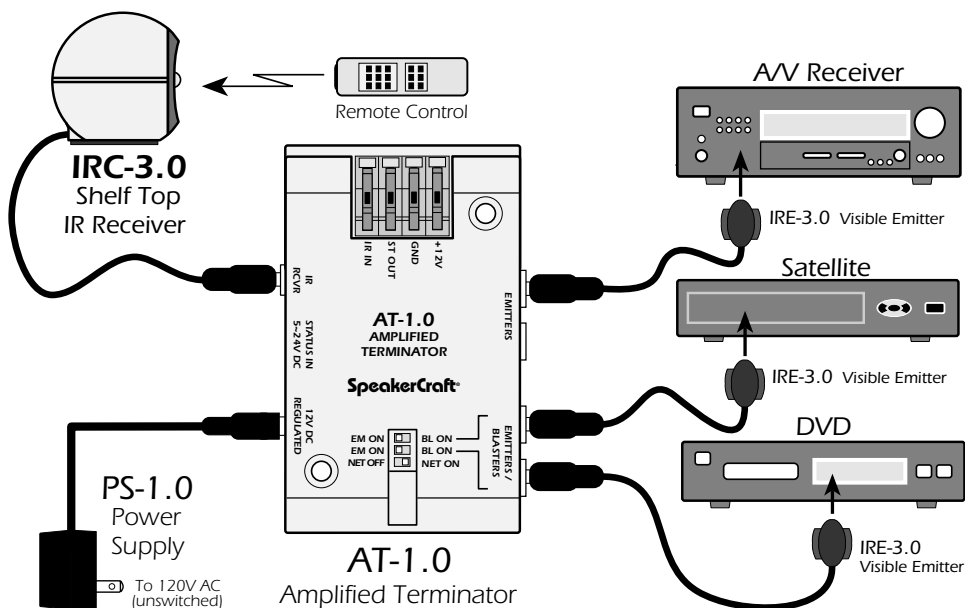 Remote Control
IRC-3.0
Shelf Top
IR Receiver
A/V Receiver
IRE-3.0 Visible Emitter
Satellite
IRE-3.0 Visible Emitter
DVD
IRE-3.0
Visible Emitter
IR IN
ST OUT
GND
+12V
IR
RCVR
STATUS IN
5~24V DC
12V DC
REGULATED
EMITTERS
EMITTERS /
BLASTERS
AT-1.0
AMPLIFIED
TERMINATOR
SpeakerCraft®
EM ON BL ON
EM ON BL ON
NET OFF NET ON
PS-1.0
Power
Supply
To 120V AC
(unswitched)
AT-1.0
Amplified Terminator